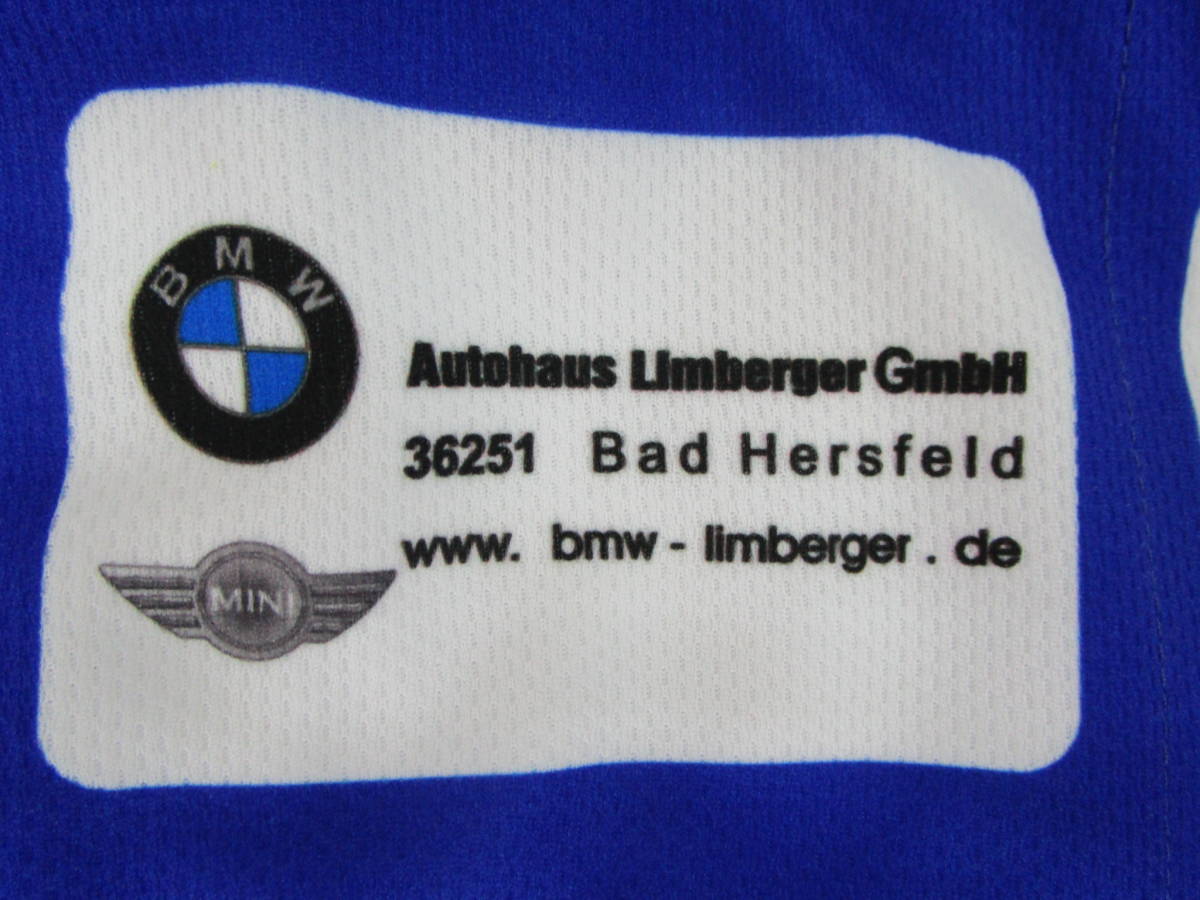 BMW
Autohaus Limberger GmbH
36251 Bad Hersfeld
www. bmw - limberger . de
MINI